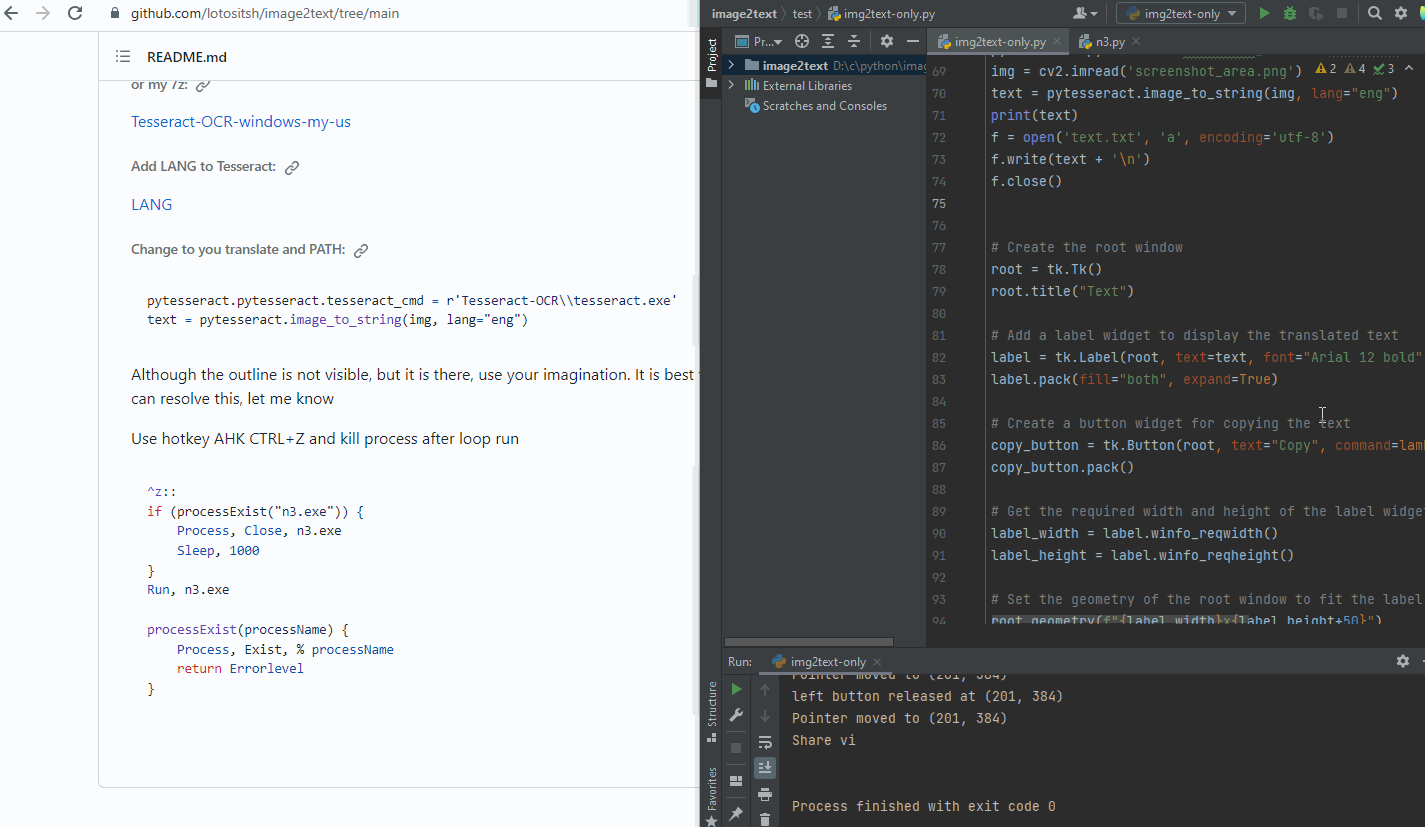 github.com/lotositsh/image2text/tree/main
README.md
or my 7z:
Tesseract-OCR-windows-my-us
Add LANG to Tesseract:
LANG
Change to you translate and PATH:
pytesseract.pytesseract.tesseract_cmd = r'Tesseract-OCR\\tesseract.exe'
text = pytesseract.image_to_string(img, lang="eng")
Although the outline is not visible, but it is there, use your imagination. It is best
can resolve this, let me know
Use hotkey AHK CTRL+Z and kill process after loop run
^z::
if (processExist("n3.exe")) {
Process, Close, n3.exe
Sleep, 1000
}
Run, n3.exe
processExist(processName) {
Process, Exist, % processName
return Errorlevel
}
image2text test img2text-only.py
img2text-only
Project
Pr...
img2text-only.py
n3.py
image2text D:\c\python\imag
External Libraries
Scratches and Consoles
2 4 3
69 img = cv2.imread('screenshot_area.png')
70 text = pytesseract.image_to_string(img, lang="eng")
71 print(text)
72 f = open('text.txt', 'a', encoding='utf-8')
73 f.write(text + '\n')
74 f.close()
75
76
77 # Create the root window
78 root = tk.Tk()
79 root.title("Text")
80
81 # Add a label widget to display the translated text
82 label = tk.Label(root, text=text, font="Arial 12 bold"
83 label.pack(fill="both", expand=True)
84
85 # Create a button widget for copying the text
86 copy_button = tk.Button(root, text="Copy", command=lam
87 copy_button.pack()
88
89 # Get the required width and height of the label widge
90 label_width = label.winfo_reqwidth()
91 label_height = label.winfo_reqheight()
92
93 # Set the geometry of the root window to fit the label
94 root.geometry(f"{label_width}x{label_height+50}")
Run: img2text-only
Structure
Favorites
Pointer moved to (201, 384)
left button released at (201, 384)
Pointer moved to (201, 384)
Share vi
Process finished with exit code 0